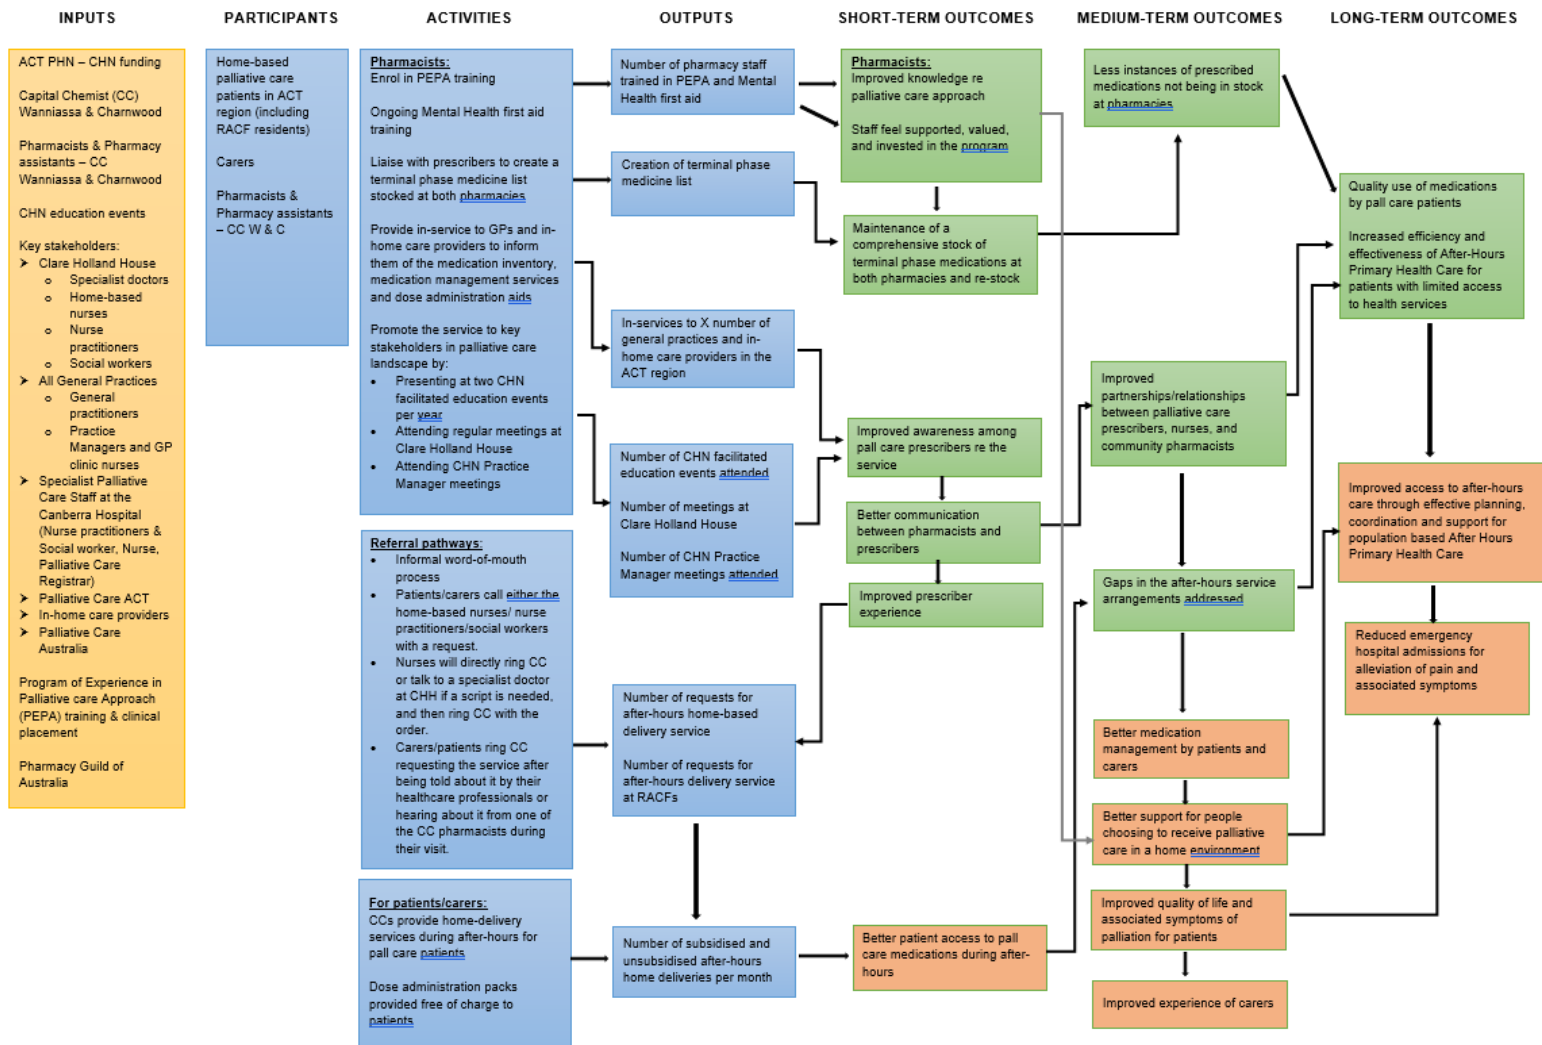 INPUTS
PARTICIPANTS
ACTIVITIES
OUTPUTS
SHORT-TERM OUTCOMES
MEDIUM-TERM OUTCOMES
LONG-TERM OUTCOMES
ACT PHN – CHN funding
Capital Chemist (CC)
Wanniassa & Charnwood
Pharmacists & Pharmacy
assistants – CC
Wanniassa & Charnwood
CHN education events
Key stakeholders:
➤ Clare Holland House
o Specialist doctors
o Home-based
nurses
o Nurse
practitioners
o Social workers
➤ All General Practices
o General
practitioners
o Practice
Managers and GP
clinic nurses
➤ Specialist Palliative
Care Staff at the
Canberra Hospital
(Nurse practitioners &
Social worker, Nurse,
Palliative Care
Registrar)
➤ Palliative Care ACT
➤ In-home care providers
➤ Palliative Care
Australia
Program of Experience in
Palliative care Approach
(PEPA) training & clinical
placement
Pharmacy Guild of
Australia
Home-based
palliative care
patients in ACT
region (including
RACF residents)
Carers
Pharmacists &
Pharmacy assistants
– CC W & C
Pharmacists:
Enrol in PEPA training
Ongoing Mental Health first aid
training
Liaise with prescribers to create a
terminal phase medicine list
stocked at both pharmacies
Provide in-service to GPs and in-
home care providers to inform
them of the medication inventory,
medication management services
and dose administration aids
Promote the service to key
stakeholders in palliative care
landscape by:
• Presenting at two CHN
facilitated education events
per year
• Attending regular meetings at
Clare Holland House
• Attending CHN Practice
Manager meetings
Referral pathways:
• Informal word-of-mouth
process
• Patients/carers call either the
home-based nurses/ nurse
practitioners/social workers
with a request.
• Nurses will directly ring CC
or talk to a specialist doctor
at CHH if a script is needed,
and then ring CC with the
order.
• Carers/patients ring CC
requesting the service after
being told about it by their
healthcare professionals or
hearing about it from one of
the CC pharmacists during
their visit.
For patients/carers:
CCs provide home-delivery
services during after-hours for
pall care patients
Dose administration packs
provided free of charge to
patients
Number of pharmacy staff
trained in PEPA and Mental
Health first aid
Creation of terminal phase
medicine list
In-services to X number of
general practices and in-
home care providers in the
ACT region
Number of CHN facilitated
education events attended
Number of meetings at
Clare Holland House
Number of CHN Practice
Manager meetings attended
Number of requests for
after-hours home-based
delivery service
Number of requests for
after-hours delivery service
at RACFs
Number of subsidised and
unsubsidised after-hours
home deliveries per month
Pharmacists:
Improved knowledge re
palliative care approach
Staff feel supported, valued,
and invested in the program
Maintenance of a
comprehensive stock of
terminal phase medications at
both pharmacies and re-stock
Improved awareness among
pall care prescribers re the
service
Better communication
between pharmacists and
prescribers
Improved prescriber
experience
Better patient access to pall
care medications during after-
hours
Less instances of prescribed
medications not being in stock
at pharmacies
Improved
partnerships/relationships
between palliative care
prescribers, nurses, and
community pharmacists
Gaps in the after-hours service
arrangements addressed
Better medication
management by patients and
carers
Better support for people
choosing to receive palliative
care in a home environment
Improved quality of life and
associated symptoms of
palliation for patients
Improved experience of carers
Quality use of medications
by pall care patients
Increased efficiency and
effectiveness of After-Hours
Primary Health Care for
patients with limited access
to health services
Improved access to after-hours
care through effective planning,
coordination and support for
population based After Hours
Primary Health Care
Reduced emergency
hospital admissions for
alleviation of pain and
associated symptoms